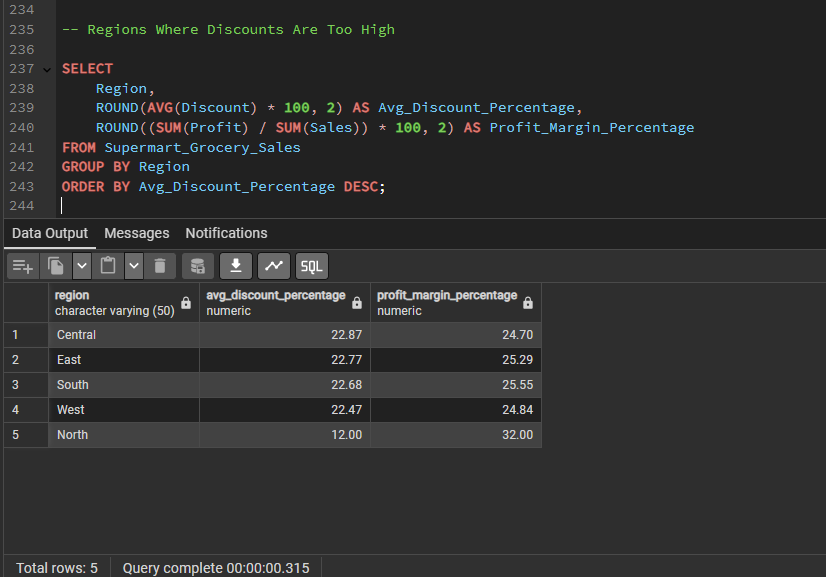 234
235 -- Regions Where Discounts Are Too High
236
237 SELECT
238 Region,
239 ROUND(AVG(Discount) * 100, 2) AS Avg_Discount_Percentage,
240 ROUND((SUM(Profit) / SUM(Sales)) * 100, 2) AS Profit_Margin_Percentage
241 FROM Supermart_Grocery_Sales
242 GROUP BY Region
243 ORDER BY Avg_Discount_Percentage DESC;
244
Data Output Messages Notifications
SQL
region avg_discount_percentage profit_margin_percentage
character varying (50) numeric numeric
1 Central 22.87 24.70
2 East 22.77 25.29
3 South 22.68 25.55
4 West 22.47 24.84
5 North 12.00 32.00
Total rows: 5 Query complete 00:00:00.315